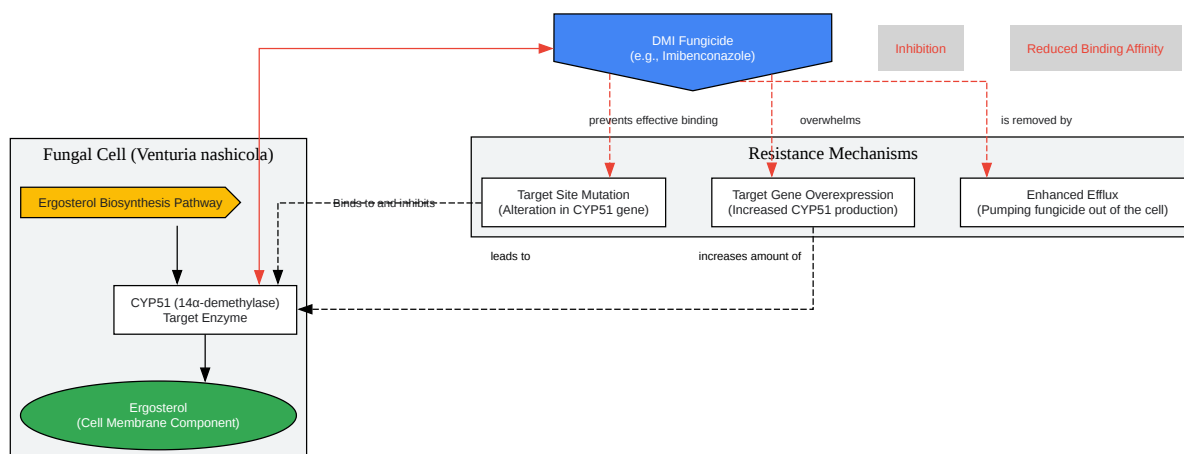 DMI Fungicide
(e.g., Imibenconazole)
Inhibition
Reduced Binding Affinity
prevents effective binding
overwhelms
is removed by
Fungal Cell (Venturia nashicola)
Resistance Mechanisms
Ergosterol Biosynthesis Pathway
Binds to and inhibits
Target Site Mutation
(Alteration in CYP51 gene)
Target Gene Overexpression
(Increased CYP51 production)
Enhanced Efflux
(Pumping fungicide out of the cell)
leads to
increases amount of
CYP51 (14α-demethylase)
Target Enzyme
Ergosterol
(Cell Membrane Component)